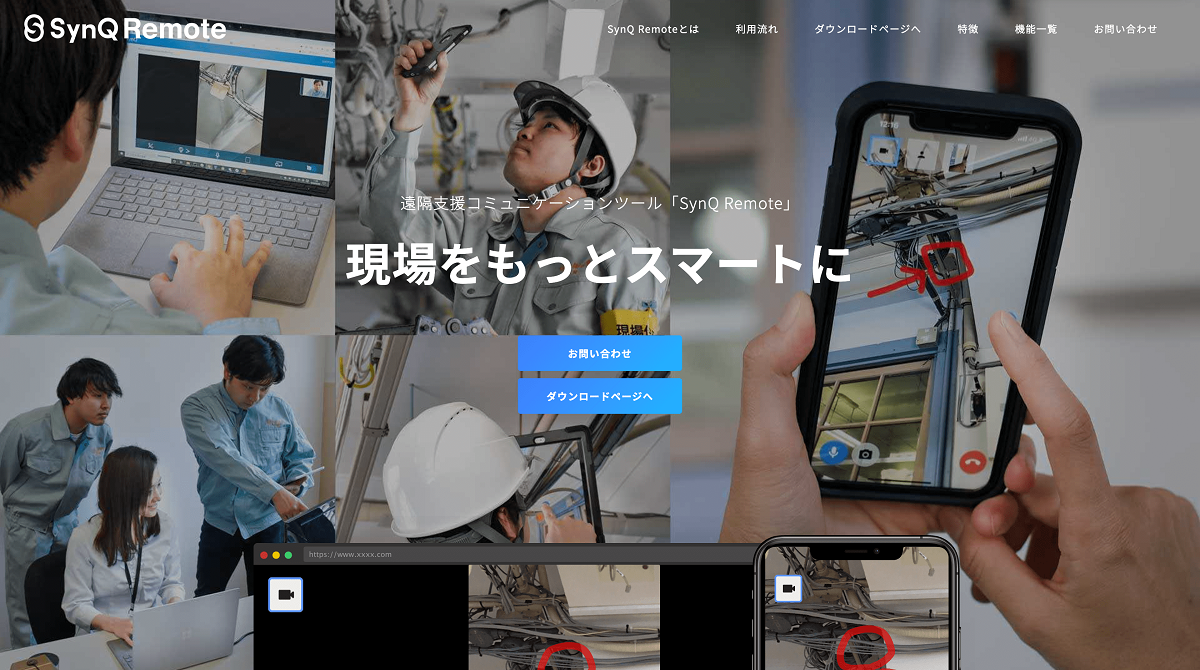 SynQ Remote
SynQ Remoteとは
利用流れ
ダウンロードページへ
特徴
機能一覧
お問い合わせ
遠隔支援コミュニケーションツール「SynQ Remote」
現場をもっとスマートに
現場
お問い合わせ
ダウンロードページへ
https://www.xxxx.com